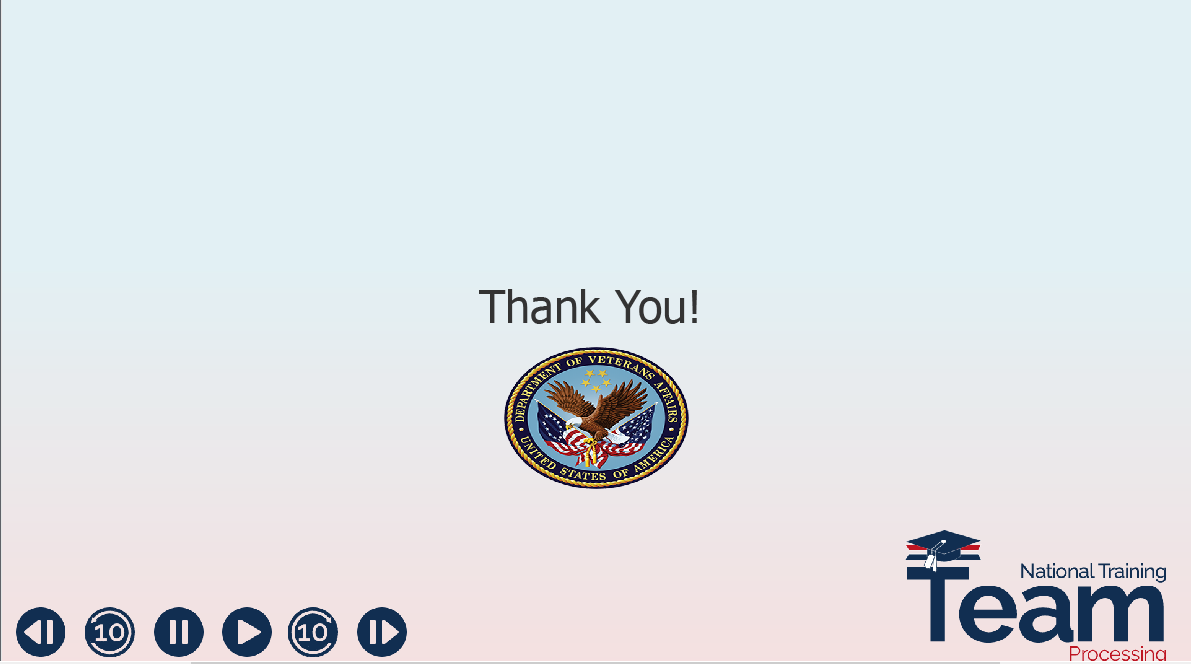 Thank You!
DEPARTMENT OF VETERANS AFFAIRS
UNITED STATES OF AMERICA
National Training
Team
Processing
10
10